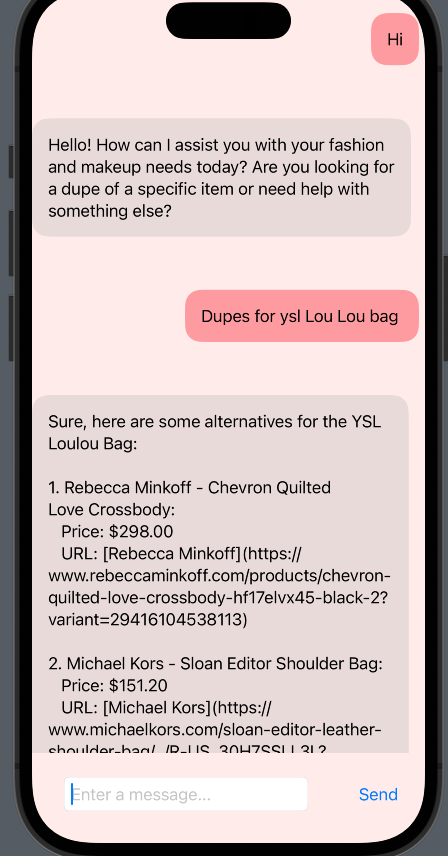 Hi
Hello! How can I assist you with your fashion
and makeup needs today? Are you looking for
a dupe of a specific item or need help with
something else?
Dupes for ysl Lou Lou bag
Sure, here are some alternatives for the YSL
Loulou Bag:
1. Rebecca Minkoff - Chevron Quilted
Love Crossbody:
Price: $298.00
URL: [Rebecca Minkoff](https://
www.rebeccaminkoff.com/products/chevron-
quilted-love-crossbody-hf17elvx45-black-2?
variant=29416104538113)
2. Michael Kors - Sloan Editor Shoulder Bag:
Price: $151.20
URL: [Michael Kors](https://
www.michaelkors.com/sloan-editor-leather-
Enter a message...
Send